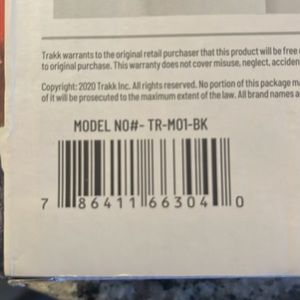 Trakk warrants to the original retail purchaser that this product will be free
to original purchase. This warranty does not cover misuse, neglect, acciden
Copyright: 2020 Trakk Inc. All rights reserved. No portion of this package m
of it will be prosecuted to the maximum extent of the law. All brand names a
MODEL NO#- TR-M01-BK
7 86411 66304 0